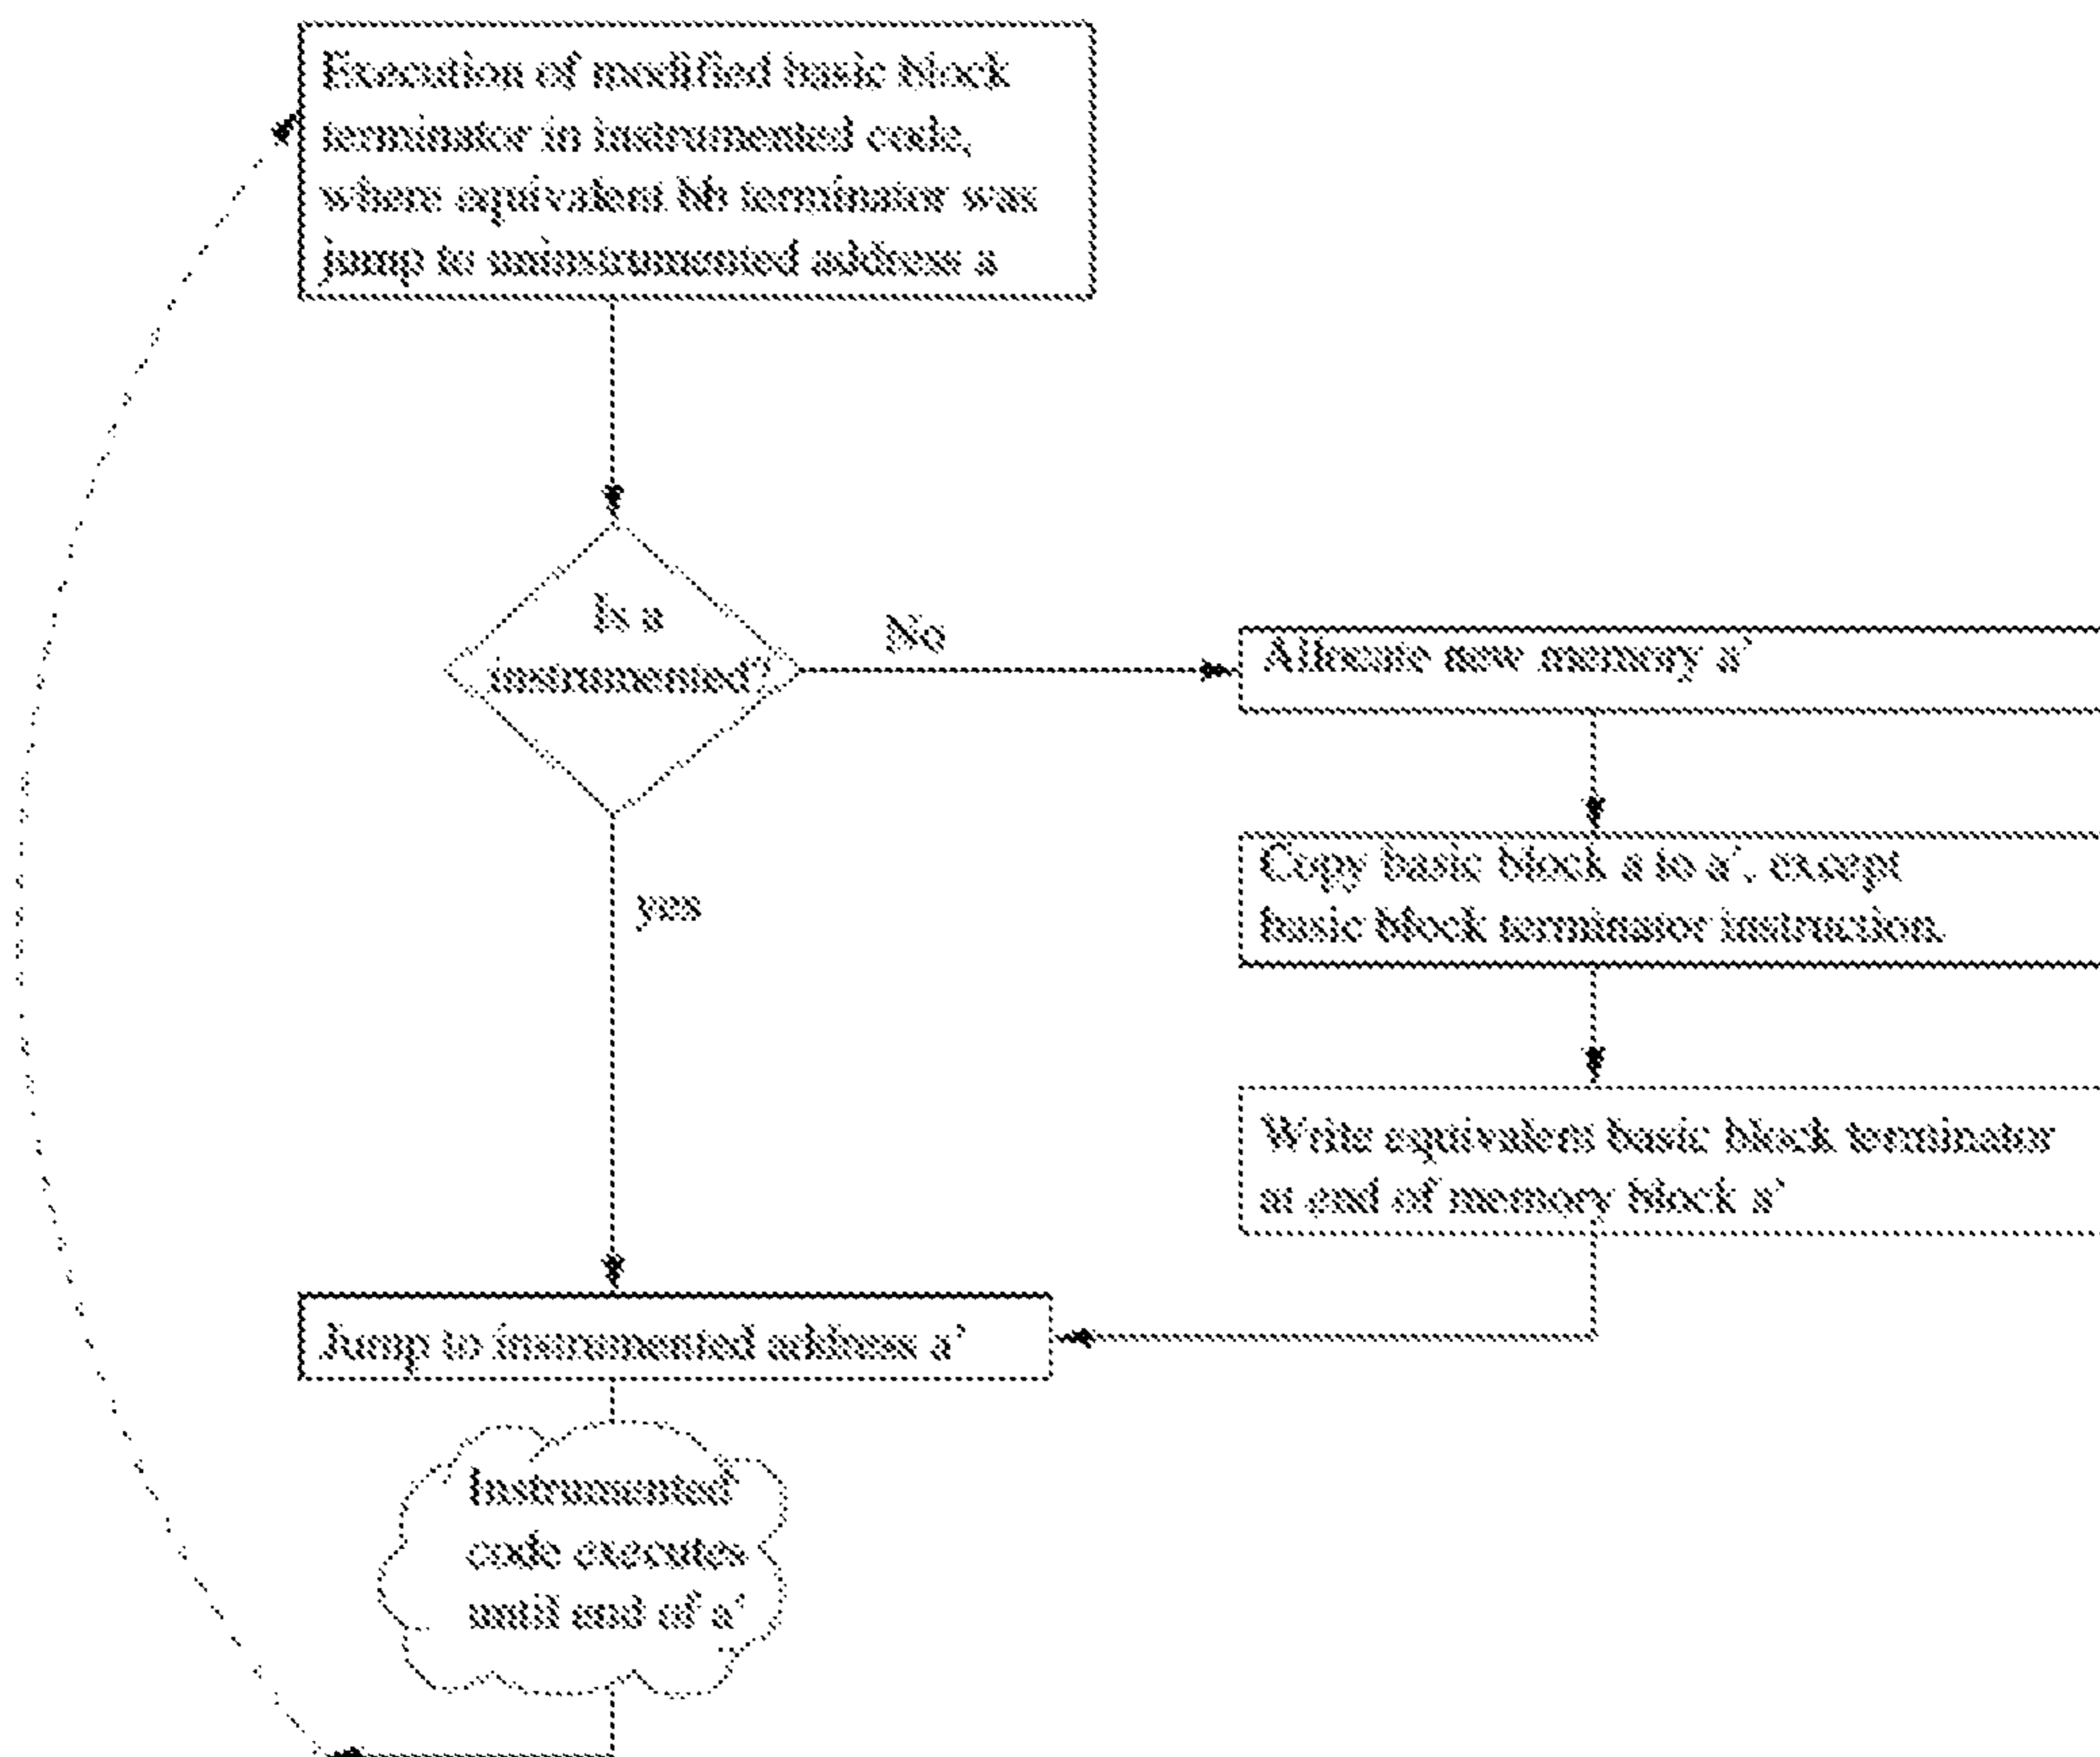 Execution of modified basic block
terminator in instrumented code,
where equivalent bb terminator was
jump to uninstrumented address a
Is a
instrumented?
No
Allocate new memory a'
Copy basic block a to a', except
basic block terminator instruction.
yes
Write equivalent basic block terminator
at end of memory block a'
Jump to instrumented address a'
Instrumented
code executes
until end of a'